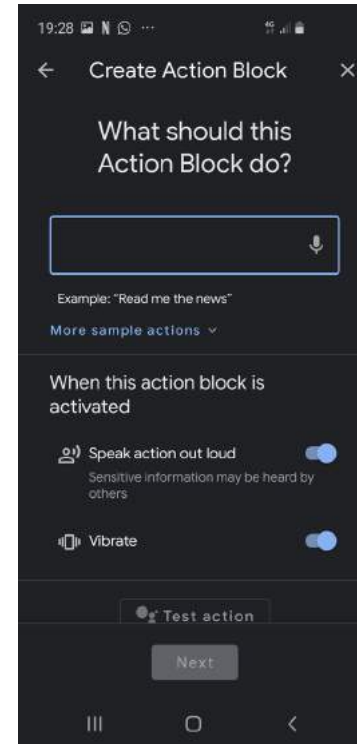 19:28 N ... 4G
Create Action Block
What should this
Action Block do?
Example: "Read me the news"
More sample actions
When this action block is
activated
Speak action out loud
Sensitive information may be heard by
others
Vibrate
Test action
Next